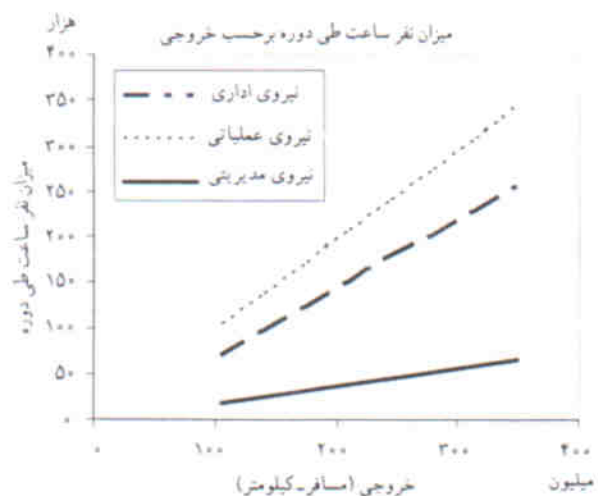 میزان نفر ساعت طی دوره برحسب خروجی
هزار
۴۰۰
۳۵۰
۳۰۰
۲۵۰
۲۰۰
۱۵۰
۱۰۰
۵۰
۰
میزان نفر ساعت طی دوره
نیروی اداری
نیروی عملیاتی
نیروی مدیریتی
۰ ۱۰۰ ۲۰۰ ۳۰۰ ۴۰۰
خروجی (مسافر-کیلومتر)
میلیون